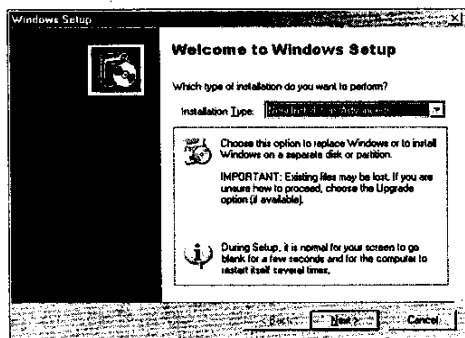 Windows Setup
Welcome to Windows Setup
Which type of installation do you want to perform?
Installation Type:
Choose this option to replace Windows or to install
Windows on a separate disk or partition.
IMPORTANT: Existing files may be lost. If you are
unsure how to proceed, choose the Upgrade
option (if available).
During Setup, it is normal for your screen to go
blank for a few seconds and for the computer to
restart itself several times.
< Back
Next >
Cancel